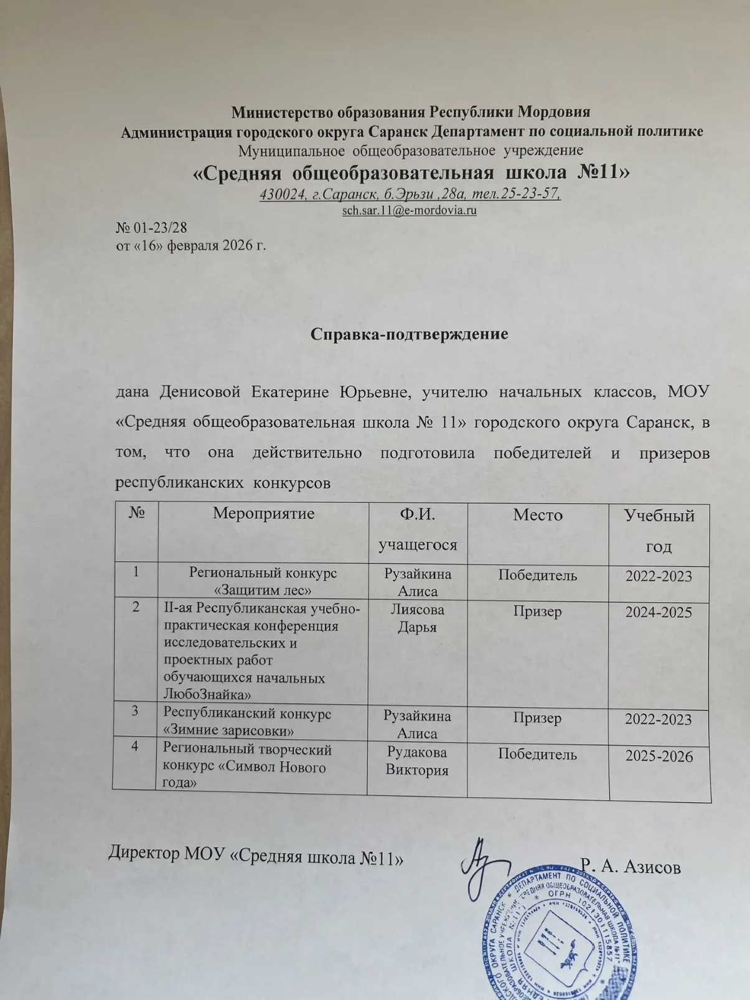 Министерство образования Республики Мордовия
Администрация городского округа Саранск Департамент по социальной политике
Муниципальное общеобразовательное учреждение
«Средняя общеобразовательная школа №11»
430024, г.Саранск, б.Эрьзи ,28а, тел.25-23-57,
sch.sar.11@e-mordovia.ru
№ 01-23/28
от «16» февраля 2026 г.
Справка-подтверждение
дана Денисовой Екатерине Юрьевне, учителю начальных классов, МОУ
«Средняя общеобразовательная школа № 11» городского округа Саранск, в
том, что она действительно подготовила победителей и призеров
республиканских конкурсов
№ Мероприятие Ф.И. учащегося Место Учебный год
1 Региональный конкурс «Защитим лес» Рузайкина Алиса Победитель 2022-2023
2 II-ая Республиканская учебно-
практическая конференция
исследовательских и
проектных работ
обучающихся начальных
ЛюбоЗнайка» Лиясова Дарья Призер 2024-2025
3 Республиканский конкурс «Зимние зарисовки» Рузайкина Алиса Призер 2022-2023
4 Региональный творческий
конкурс «Символ Нового
года» Рудакова Виктория Победитель 2025-2026
Директор МОУ «Средняя школа №11» Р. А. Азисов
ДЕПАРТАМЕНТ ПО СОЦИАЛЬНОЙ ПОЛИТИКЕ
ОКРУГА САРАНСК
СРЕДНЯЯ ОБЩЕОБРАЗОВАТЕЛЬНАЯ ШКОЛА №11
ОГРН 1021301115857